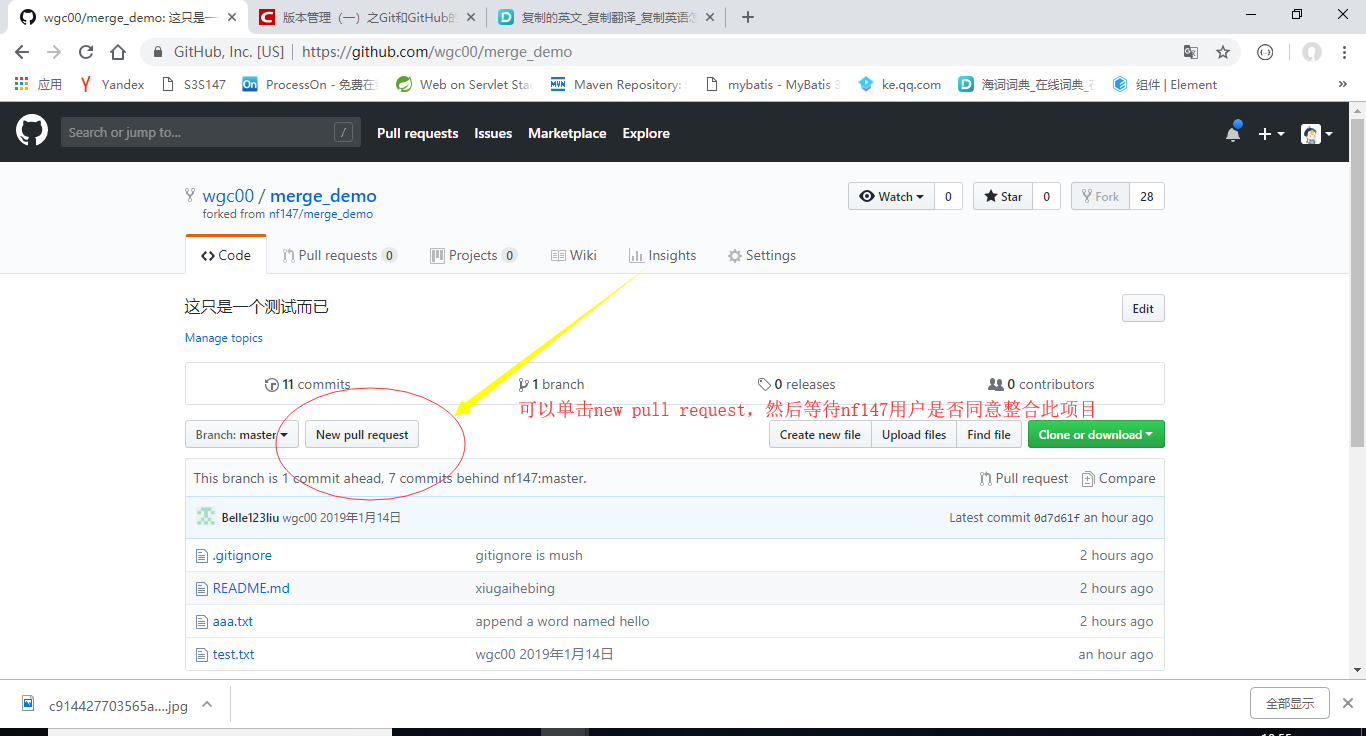 wgc00/merge_demo: 这只是一
版本管理（一）之Git和GitHub的
复制的英文_复制翻译_复制英语怎
GitHub, Inc. [US] | https://github.com/wgc00/merge_demo
应用 Yandex S3S147 ProcessOn - 免费在 Web on Servlet Sta Maven Repository: mybatis - MyBatis 3 ke.qq.com 海词词典_在线词典_ 组件 | Element »
Search or jump to... / Pull requests Issues Marketplace Explore
wgc00 / merge_demo Watch 0 Star 0 Fork 28
forked from nf147/merge_demo
Code Pull requests 0 Projects 0 Wiki Insights Settings
这只是一个测试而已 Edit
Manage topics
11 commits 1 branch 0 releases 0 contributors
可以单击new pull request，然后等待nf147用户是否同意整合此项目
Branch: master New pull request Create new file Upload files Find file Clone or download
This branch is 1 commit ahead, 7 commits behind nf147:master. Pull request Compare
Belle123liu wgc00 2019年1月14日 Latest commit 0d7d61f an hour ago
.gitignore gitignore is mush 2 hours ago
README.md xiugaihebing 2 hours ago
aaa.txt append a word named hello 2 hours ago
test.txt wgc00 2019年1月14日 an hour ago
c914427703565a....jpg 全部显示